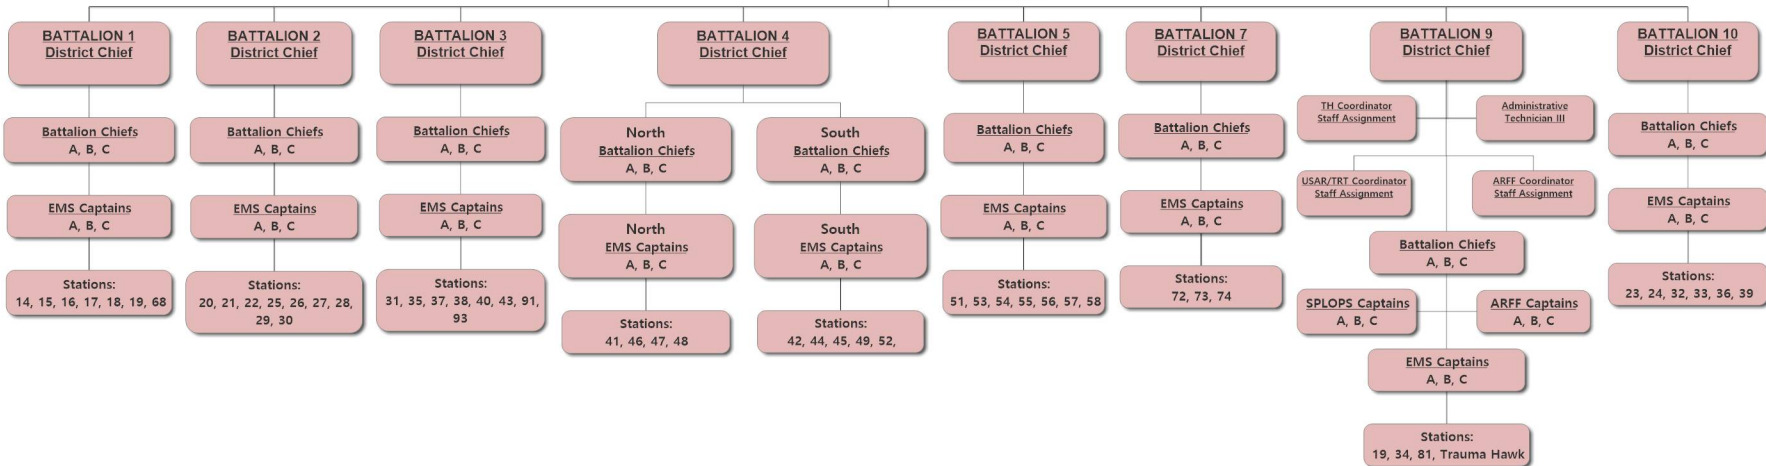 BATTALION 1
District Chief
Battalion Chiefs
A, B, C
EMS Captains
A, B, C
Stations:
14, 15, 16, 17, 18, 19, 68
BATTALION 2
District Chief
Battalion Chiefs
A, B, C
EMS Captains
A, B, C
Stations:
20, 21, 22, 25, 26, 27, 28,
29, 30
BATTALION 3
District Chief
Battalion Chiefs
A, B, C
EMS Captains
A, B, C
Stations:
31, 35, 37, 38, 40, 43, 91,
93
BATTALION 4
District Chief
North
Battalion Chiefs
A, B, C
North
EMS Captains
A, B, C
Stations:
41, 46, 47, 48
South
Battalion Chiefs
A, B, C
South
EMS Captains
A, B, C
Stations:
42, 44, 45, 49, 52,
BATTALION 5
District Chief
Battalion Chiefs
A, B, C
EMS Captains
A, B, C
Stations:
51, 53, 54, 55, 56, 57, 58
BATTALION 7
District Chief
Battalion Chiefs
A, B, C
EMS Captains
A, B, C
Stations:
72, 73, 74
BATTALION 9
District Chief
TH Coordinator
Staff Assignment
Administrative
Technician III
USAR/TRT Coordinator
Staff Assignment
ARFF Coordinator
Staff Assignment
Battalion Chiefs
A, B, C
SPLOPS Captains
A, B, C
ARFF Captains
A, B, C
EMS Captains
A, B, C
Stations:
19, 34, 81, Trauma Hawk
BATTALION 10
District Chief
Battalion Chiefs
A, B, C
EMS Captains
A, B, C
Stations:
23, 24, 32, 33, 36, 39